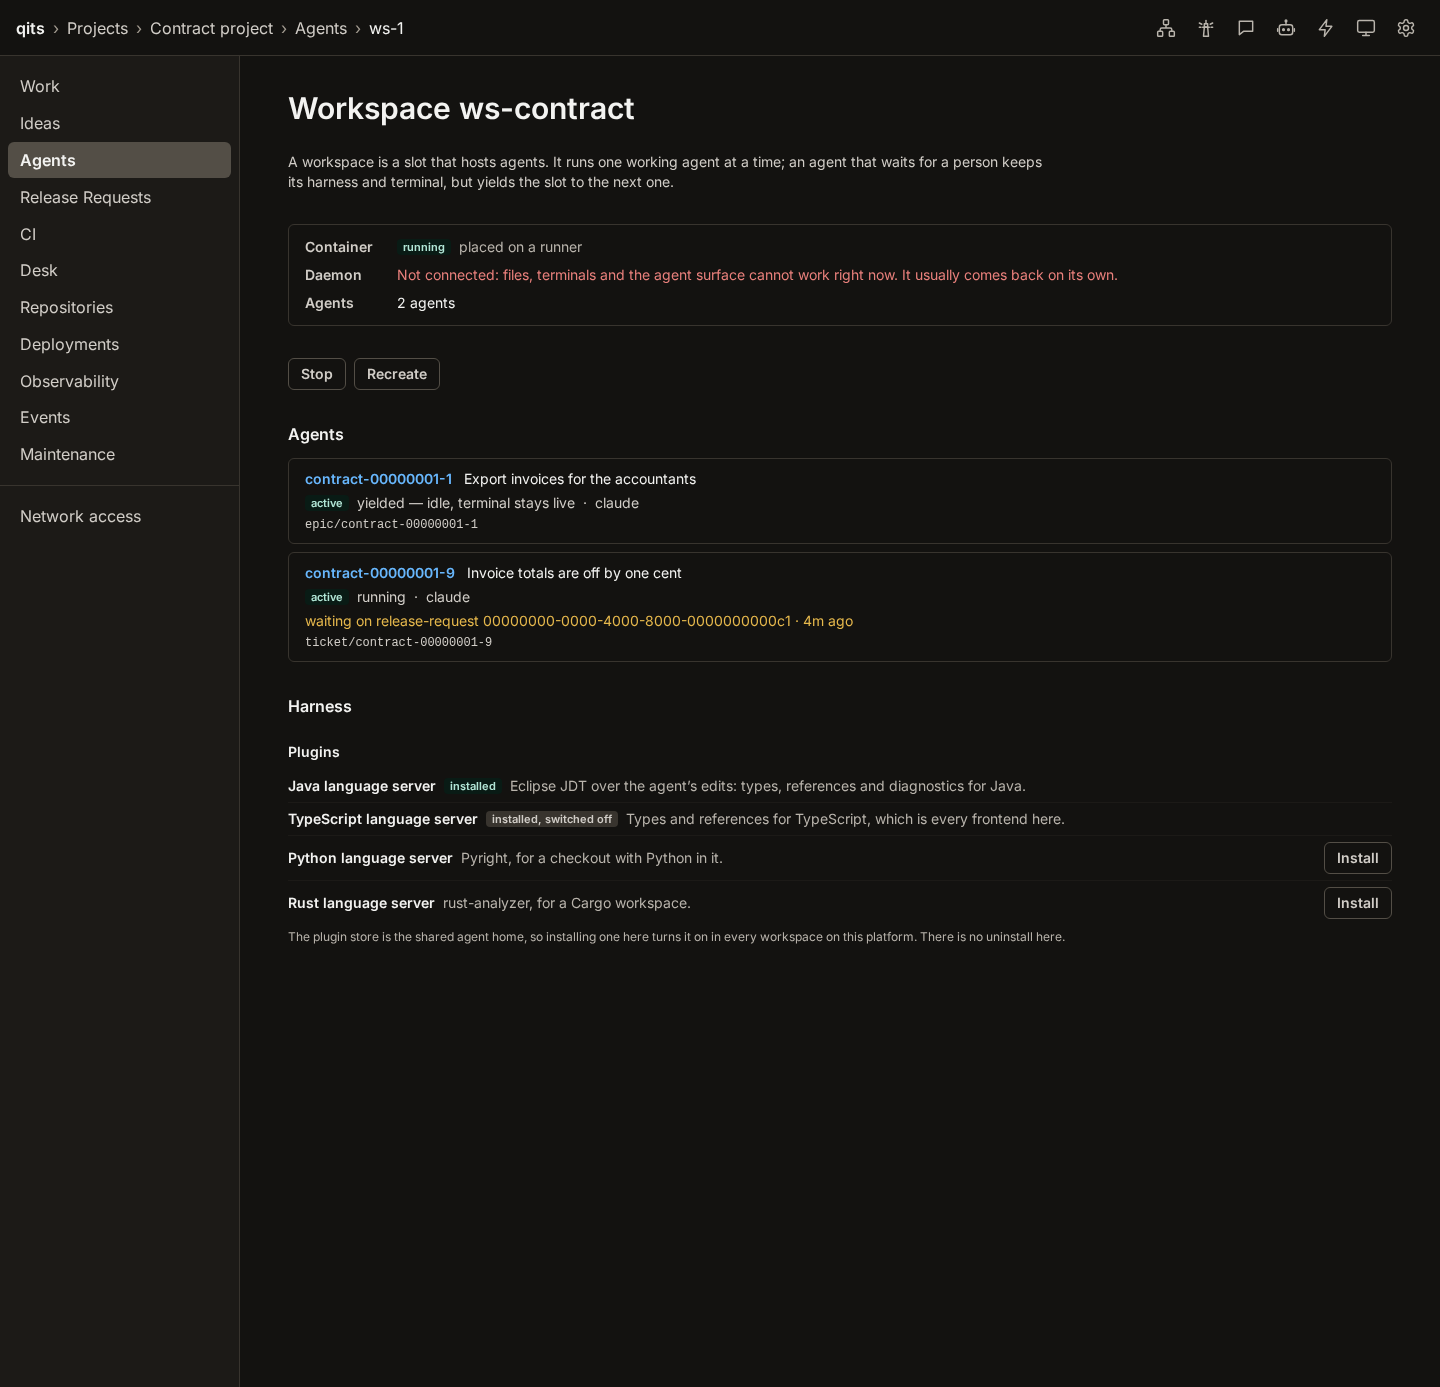 qits › Projects › Contract project › Agents › ws-1
Work
Ideas
Agents
Release Requests
CI
Desk
Repositories
Deployments
Observability
Events
Maintenance
Network access
Workspace ws-contract
A workspace is a slot that hosts agents. It runs one working agent at a time; an agent that waits for a person keeps
its harness and terminal, but yields the slot to the next one.
Container running placed on a runner
Daemon Not connected: files, terminals and the agent surface cannot work right now. It usually comes back on its own.
Agents 2 agents
Stop Recreate
Agents
contract-00000001-1 Export invoices for the accountants
active yielded — idle, terminal stays live · claude
epic/contract-00000001-1
contract-00000001-9 Invoice totals are off by one cent
active running · claude
waiting on release-request 00000000-0000-4000-8000-0000000000c1 · 4m ago
ticket/contract-00000001-9
Harness
Plugins
Java language server installed Eclipse JDT over the agent’s edits: types, references and diagnostics for Java.
TypeScript language server installed, switched off Types and references for TypeScript, which is every frontend here.
Python language server Pyright, for a checkout with Python in it. Install
Rust language server rust-analyzer, for a Cargo workspace. Install
The plugin store is the shared agent home, so installing one here turns it on in every workspace on this platform. There is no uninstall here.